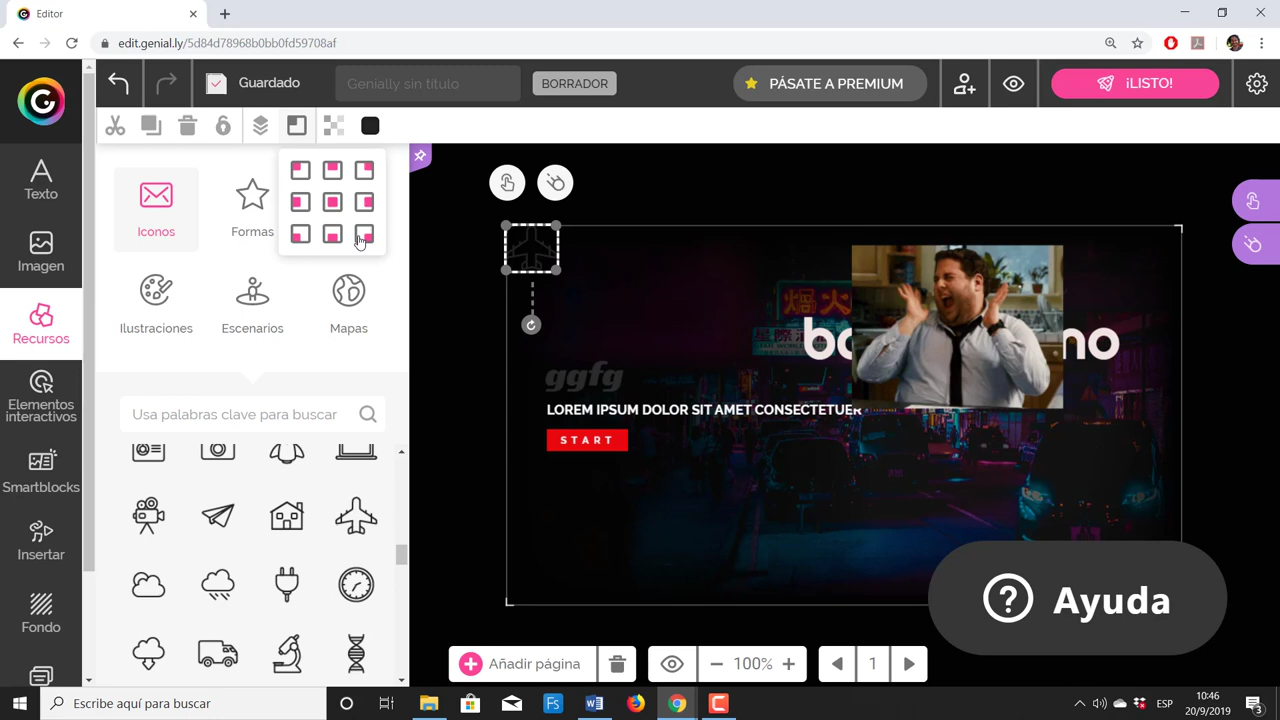 Editor
edit.genial.ly/5d84d78968b0bb0fd59708af
Guardado
Genially sin título
BORRADOR
PÁSATE A PREMIUM
¡LISTO!
Texto
Imagen
Recursos
Elementos
interactivos
Smartblocks
Insertar
Fondo
Iconos
Formas
Ilustraciones
Escenarios
Mapas
Usa palabras clave para buscar
ggfg
LOREM IPSUM DOLOR SIT AMET CONSECTETUER
START
Ayuda
Añadir página
100%
1
Escribe aquí para buscar
ESP
10:46
20/9/2019
3